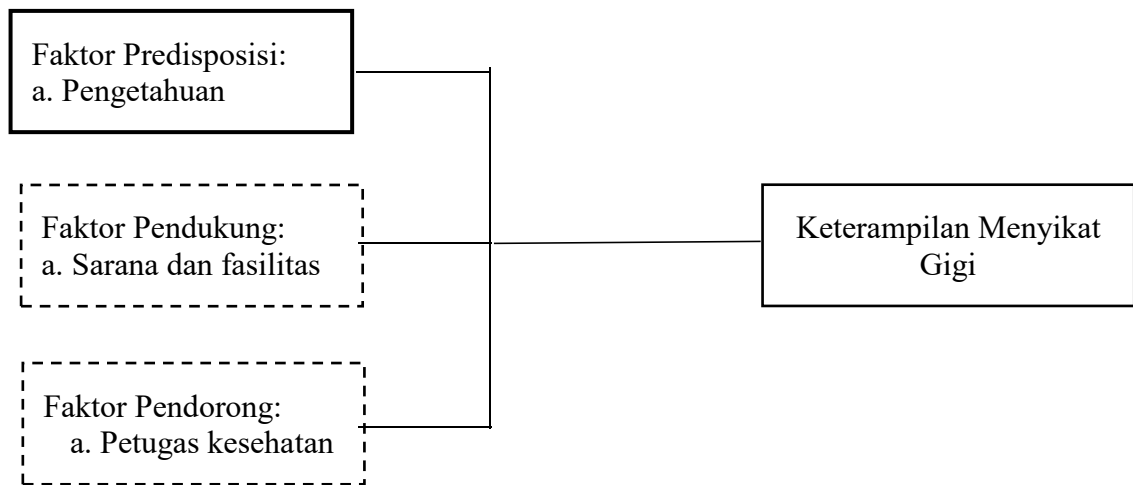 Faktor Predisposisi:
a. Pengetahuan
Faktor Pendukung:
a. Sarana dan fasilitas
Keterampilan Menyikat
Gigi
Faktor Pendorong:
a. Petugas kesehatan